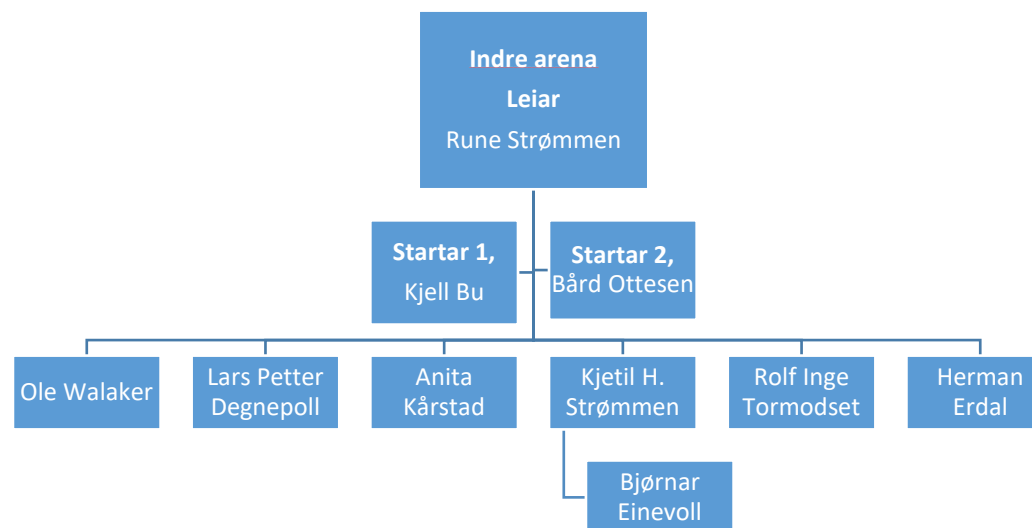 Indre arena
Leiar
Rune Strømmen
Startar 1,
Kjell Bu
Startar 2,
Bård Ottesen
Ole Walaker
Lars Petter
Degnepoll
Anita
Kårstad
Kjetil H.
Strømmen
Rolf Inge
Tormodset
Herman
Erdal
Bjørnar
Einevoll